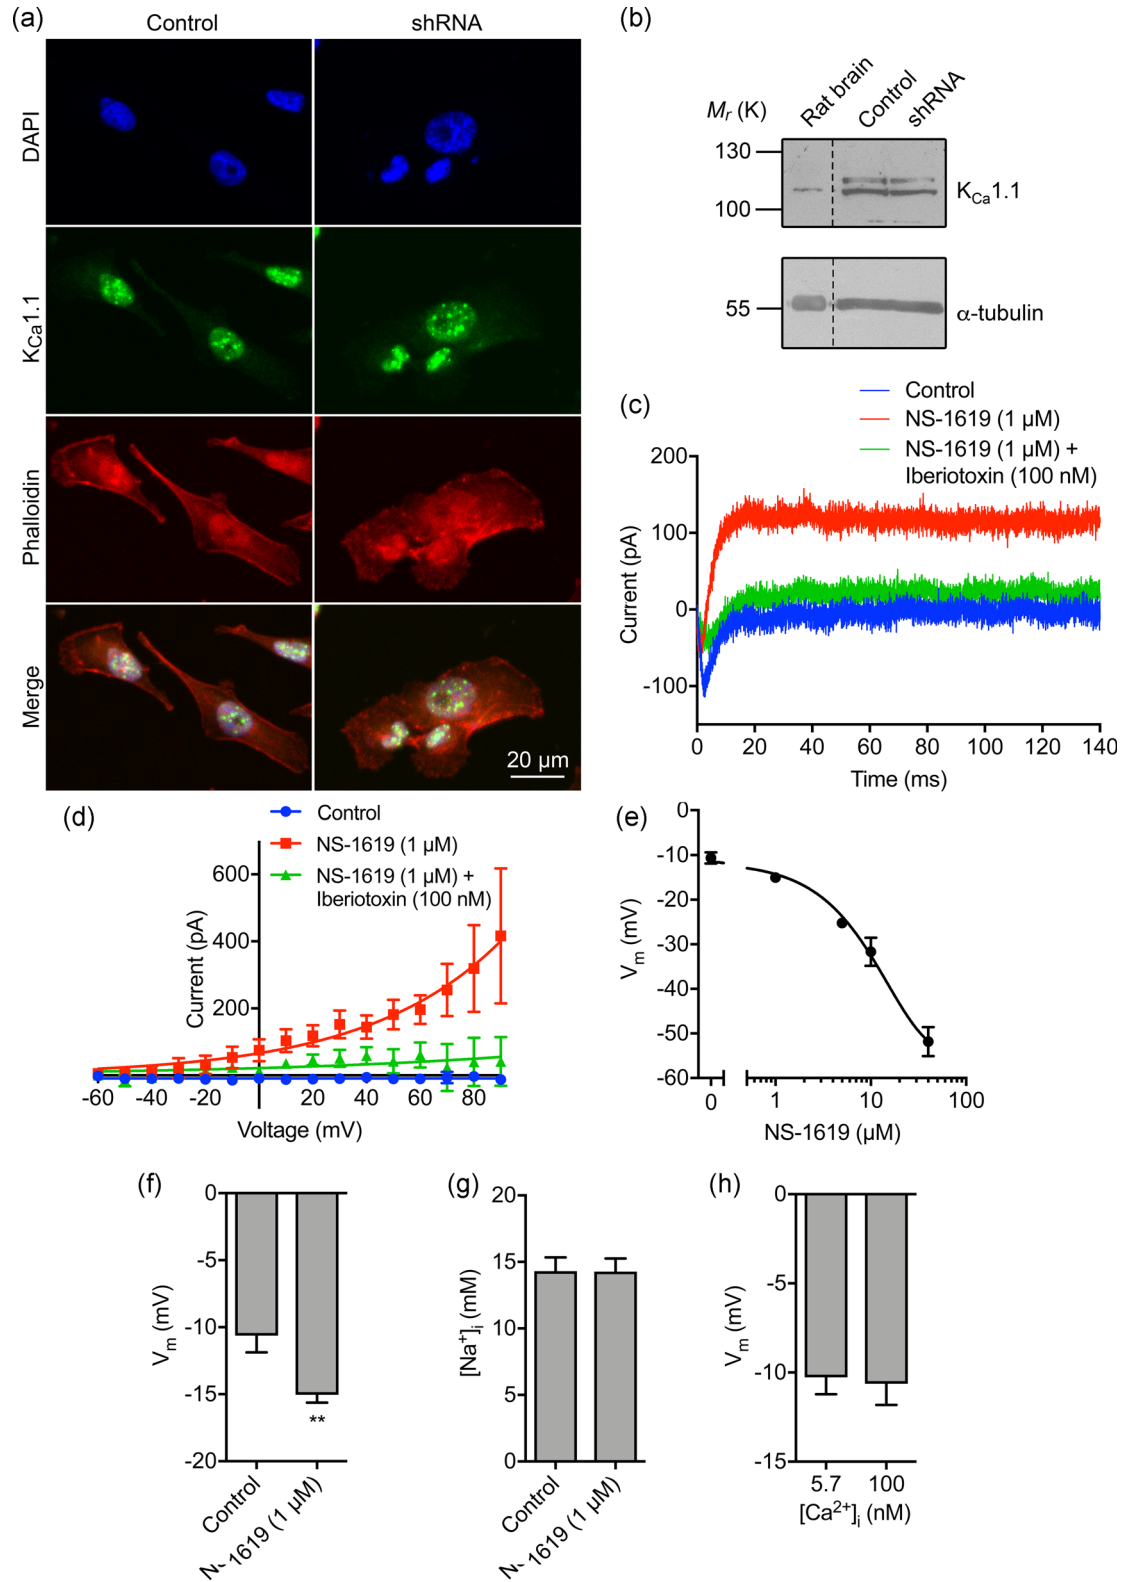 (a)
Control
shRNA
DAPI
KCa1.1
Phalloidin
Merge
20 µm
(b)
Mr (K)
Rat brain
Control
shRNA
130
100
KCa1.1
55
α-tubulin
(c)
Control
NS-1619 (1 µM)
NS-1619 (1 µM) +
Iberiotoxin (100 nM)
Current (pA)
200
100
0
-100
0 20 40 60 80 100 120 140
Time (ms)
(d)
Control
NS-1619 (1 µM)
NS-1619 (1 µM) +
Iberiotoxin (100 nM)
Current (pA)
600
400
200
-60 -40 -20 20 40 60 80
Voltage (mV)
(e)
Vm (mV)
0
-10
-20
-30
-40
-50
-60
0 1 10 100
NS-1619 (µM)
(f)
Vm (mV)
0
-5
-10
-15
-20
**
Control
NS-1619 (1 µM)
(g)
[Na+]i (mM)
20
15
10
5
0
Control
NS-1619 (1 µM)
(h)
Vm (mV)
0
-5
-10
-15
5.7 100
[Ca2+]i (nM)